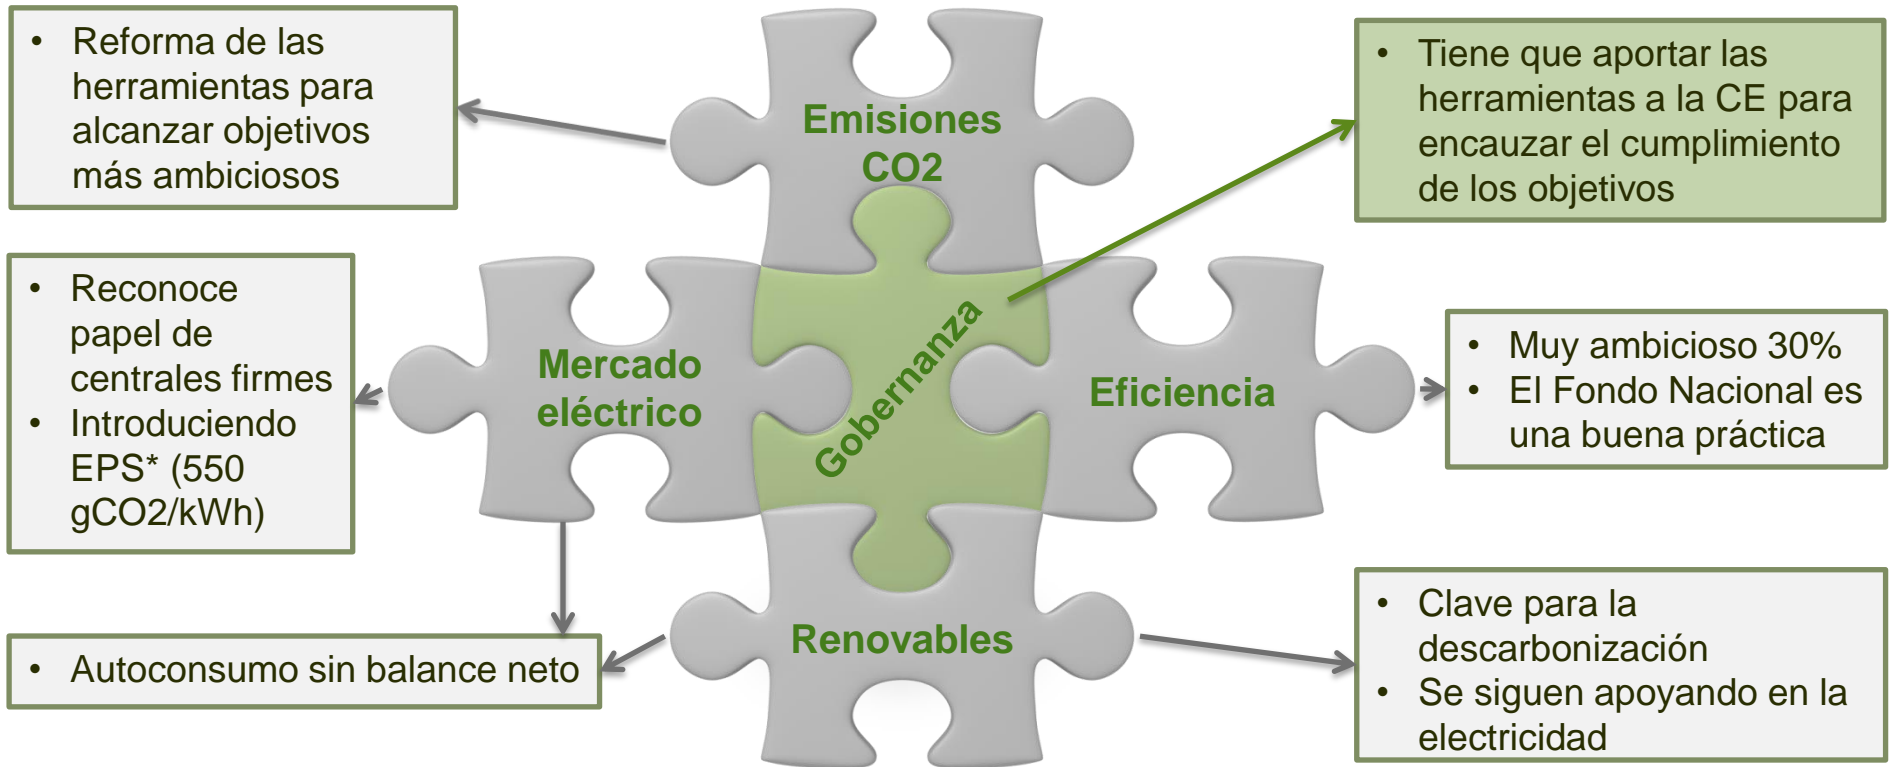 • Reforma de las
herramientas para
alcanzar objetivos
más ambiciosos
Emisiones
CO2
• Tiene que aportar las
herramientas a la CE para
encauzar el cumplimiento
de los objetivos
• Reconoce
papel de
centrales firmes
• Introduciendo
EPS* (550
gCO2/kWh)
Mercado
eléctrico
Gobernanza
Eficiencia
• Muy ambicioso 30%
• El Fondo Nacional es
una buena práctica
• Autoconsumo sin balance neto
Renovables
• Clave para la
descarbonización
• Se siguen apoyando en la
electricidad